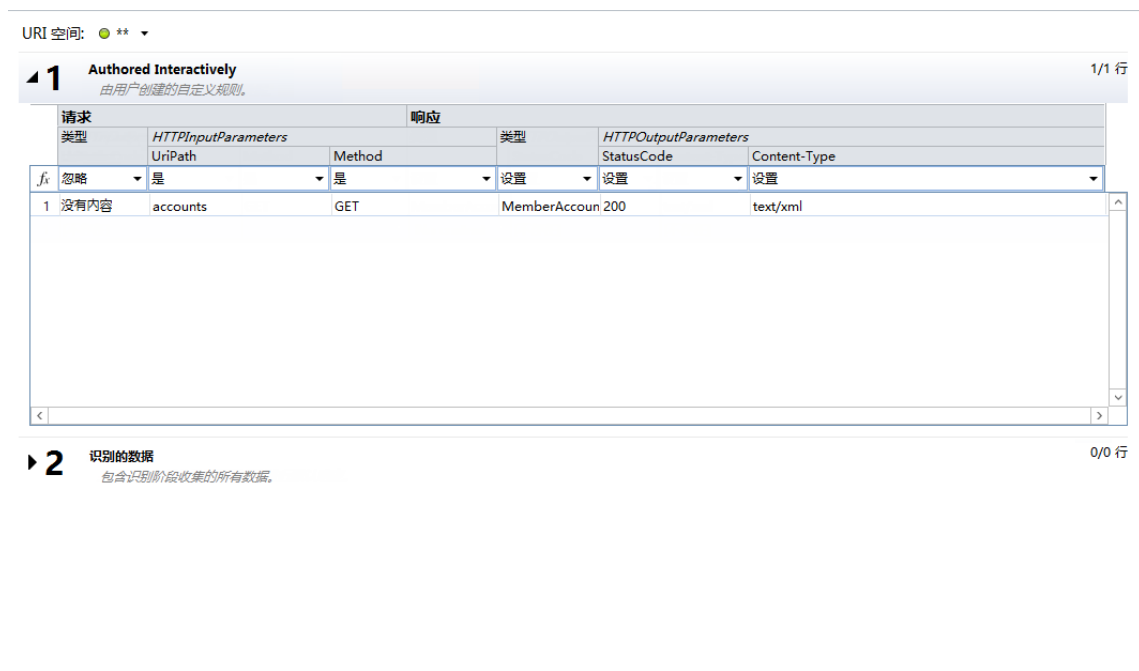 URI 空间: **
1 Authored Interactively 1/1 行
由用户创建的自定义规则。
请求 响应
类型 HTTPInputParameters 类型 HTTPOutputParameters
UriPath Method StatusCode Content-Type
fx 忽略 是 是 设置 设置 设置
1 没有内容 accounts GET MemberAccoun 200 text/xml
2 识别的数据 0/0 行
包含识别阶段收集的所有数据。